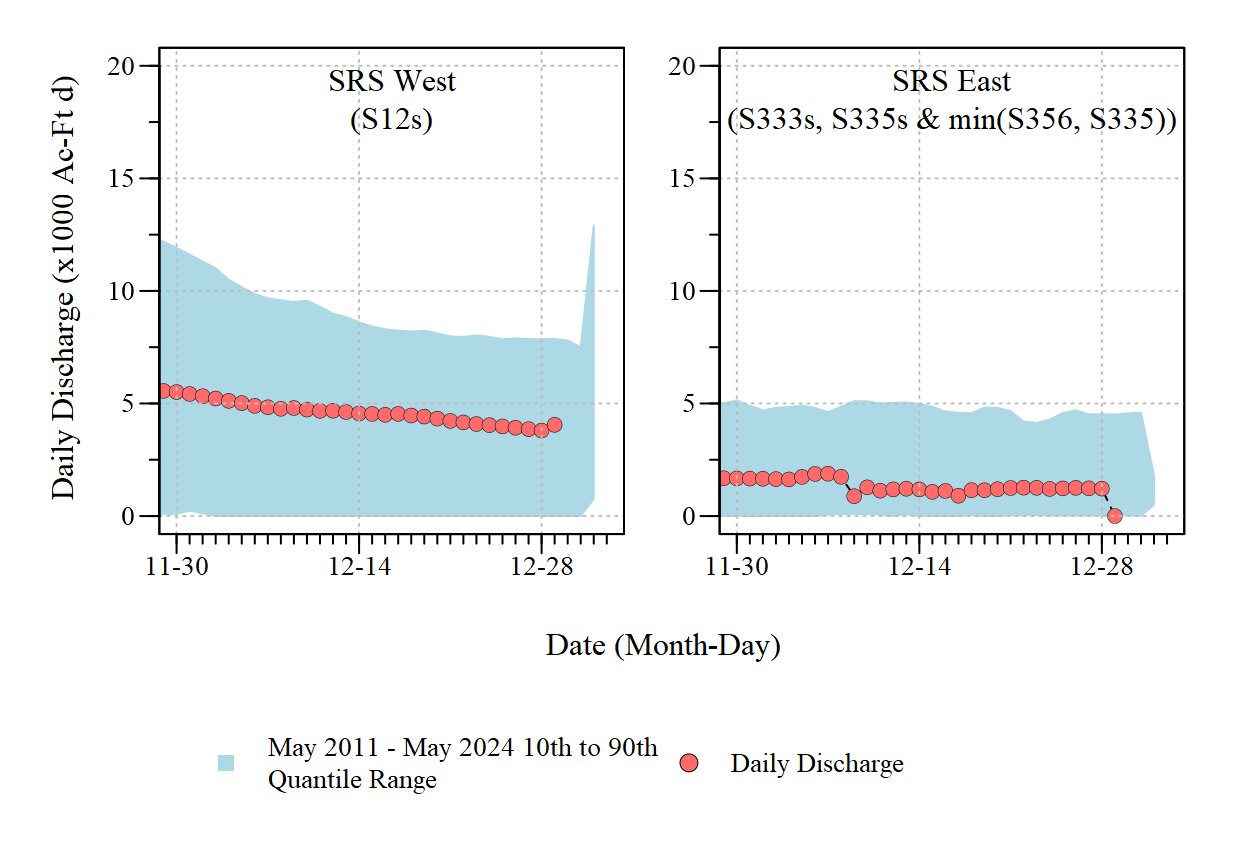 SRS West
(S12s)
20
15
10
5
0
11-30
12-14
12-28
Daily Discharge (x1000 Ac-Ft d)
SRS East
(S333s, S335s & min(S356, S335))
20
15
10
5
0
11-30
12-14
12-28
Date (Month-Day)
May 2011 - May 2024 10th to 90th
Quantile Range
Daily Discharge